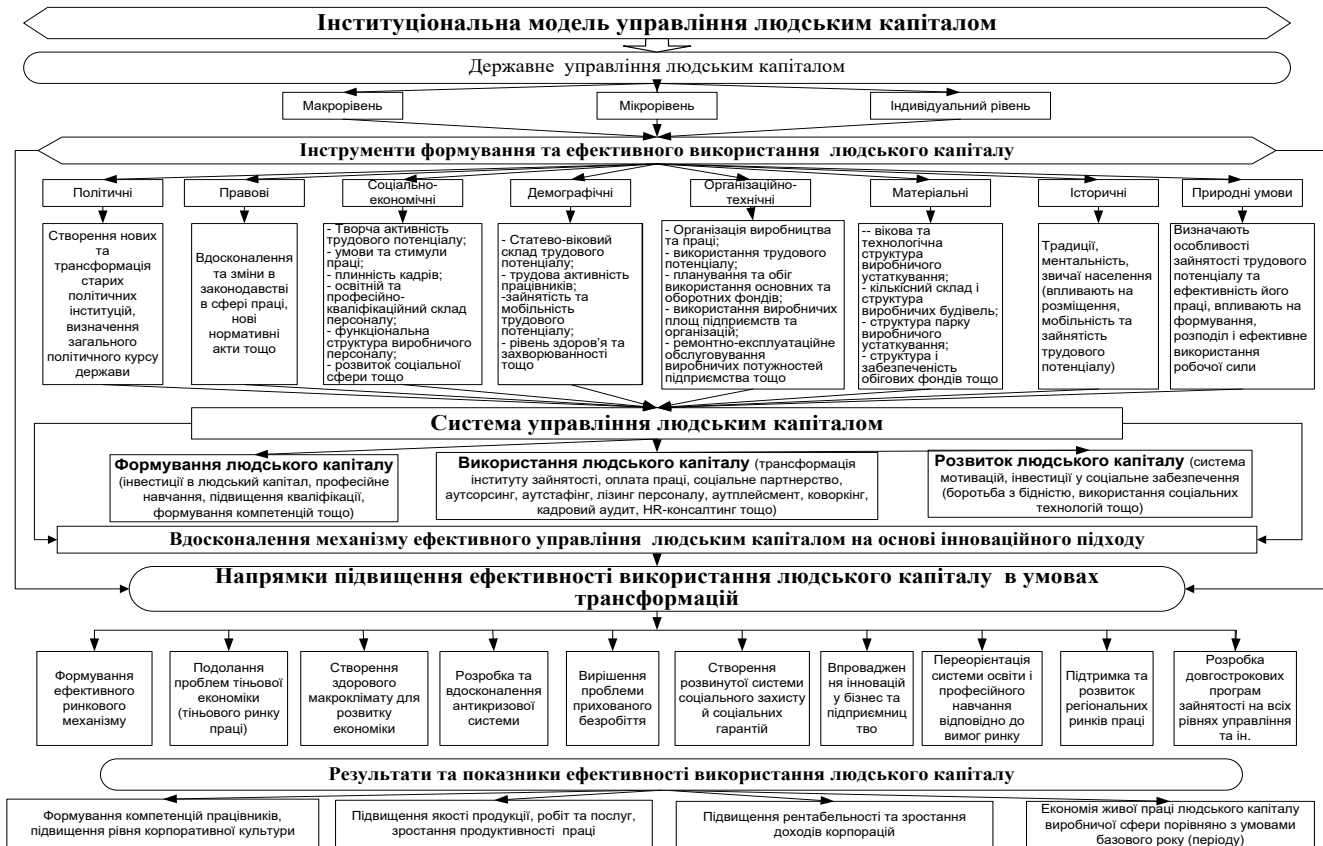 Інституціональна модель управління людським капіталом
Державне управління людським капіталом
Макрорівень
Мікрорівень
Індивідуальний рівень
Інструменти формування та ефективного використання людського капіталу
Політичні
Правові
Соціально-
економічні
Демографічні
Організаційно-
технічні
Матеріальні
Історичні
Природні умови
Створення нових
та
трансформація
старих
політичних
інституцій,
визначення
загального
політичного курсу
держави
Вдосконалення
та зміни в
законодавстві
в сфері праці,
нові
нормативні
акти тощо
- Творча активність
трудового потенціалу;
- умови та стимули
праці;
- плинність кадрів;
- освітній та
професійно-
кваліфікаційний склад
персоналу;
- функціональна
структура виробничого
персоналу;
- розвиток соціальної
сфери тощо
- Статево-віковий
склад трудового
потенціалу;
- трудова активність
працівників;
-зайнятість та
мобільність
трудового
потенціалу;
- рівень здоров'я та
захворюванності
тощо
- Організація виробництва
та праці;
- використання трудового
потенціалу;
- планування та обіг
використання основних та
оборотних фондів;
- використання виробничих
площ підприємств та
організацій;
- ремонтно-експлуатаційне
обслуговування
виробничих потужностей
підприємства тощо
-- вікова та
технологічна
структура
виробничого
устаткування;
- кількісний склад і
структура
виробничих будівель;
- структура парку
виробничого
устаткування;
- структура і
забезпеченість
обігових фондів тощо
Традиції,
ментальність,
звичаї населення
(впливають на
розміщення,
мобільність та
зайнятість
трудового
потенціалу)
Визначають
особливості
зайнятості трудового
потенціалу та
ефективність його
праці, впливають на
формування,
розподіл і ефективне
використання
робочої сили
Система управління людським капіталом
Формування людського капіталу
(інвестиції в людський капітал, професійне
навчання, підвищення кваліфікації,
формування компетенцій тощо)
Використання людського капіталу (трансформація
інституту зайнятості, оплата праці, соціальне партнерство,
аутсорсинг, аутстафінг, лізинг персоналу, аутплейсмент, коворкінг,
кадровий аудит, HR-консалтинг тощо)
Розвиток людського капіталу (система
мотивацій, інвестиції у соціальне забезпечення
(боротьба з бідністю, використання соціальних
технологій тощо)
Вдосконалення механізму ефективного управління людським капіталом на основі інноваційного підходу
Напрямки підвищення ефективності використання людського капіталу в умовах
трансформацій
Формування
ефективного
ринкового
механізму
Подолання
проблем тіньової
економіки
(тіньового ринку
праці)
Створення
здорового
макроклімату для
розвитку
економіки
Розробка та
вдосконалення
антикризової
системи
Вирішення
проблеми
прихованого
безробіття
Створення
розвинутої системи
соціального захисту
й соціальних
гарантій
Впроваджен
ня інновацій
у бізнес та
підприємниц
тво
Переорієнтація
системи освіти і
професійного
навчання
відповідно до
вимог ринку
Підтримка та
розвиток
регіональних
ринків праці
Розробка
довгострокових
програм
зайнятості на всіх
рівнях управління
та ін.
Результати та показники ефективності використання людського капіталу
Формування компетенцій працівників,
підвищення рівня корпоративної культури
Підвищення якості продукції, робіт та послуг,
зростання продуктивності праці
Підвищення рентабельності та зростання
доходів корпорацій
Економія живої праці людського капіталу
виробничої сфери порівняно з умовами
базового року (періоду)